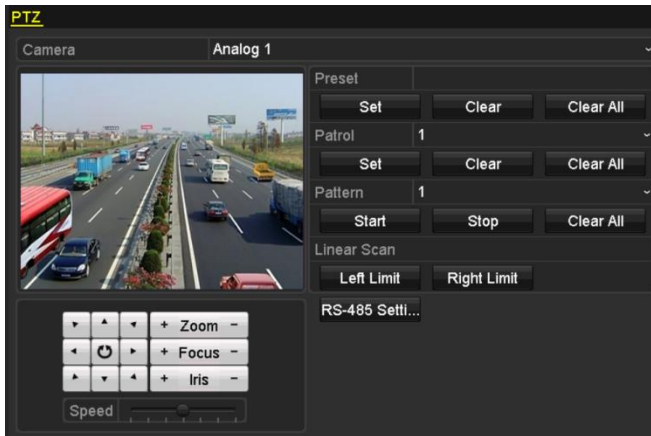 PTZ
Camera Analog 1
Preset
Set Clear Clear All
Patrol 1
Set Clear Clear All
Pattern 1
Start Stop Clear All
Linear Scan
Left Limit Right Limit
RS-485 Setti...
+ Zoom -
+ Focus -
+ Iris -
Speed